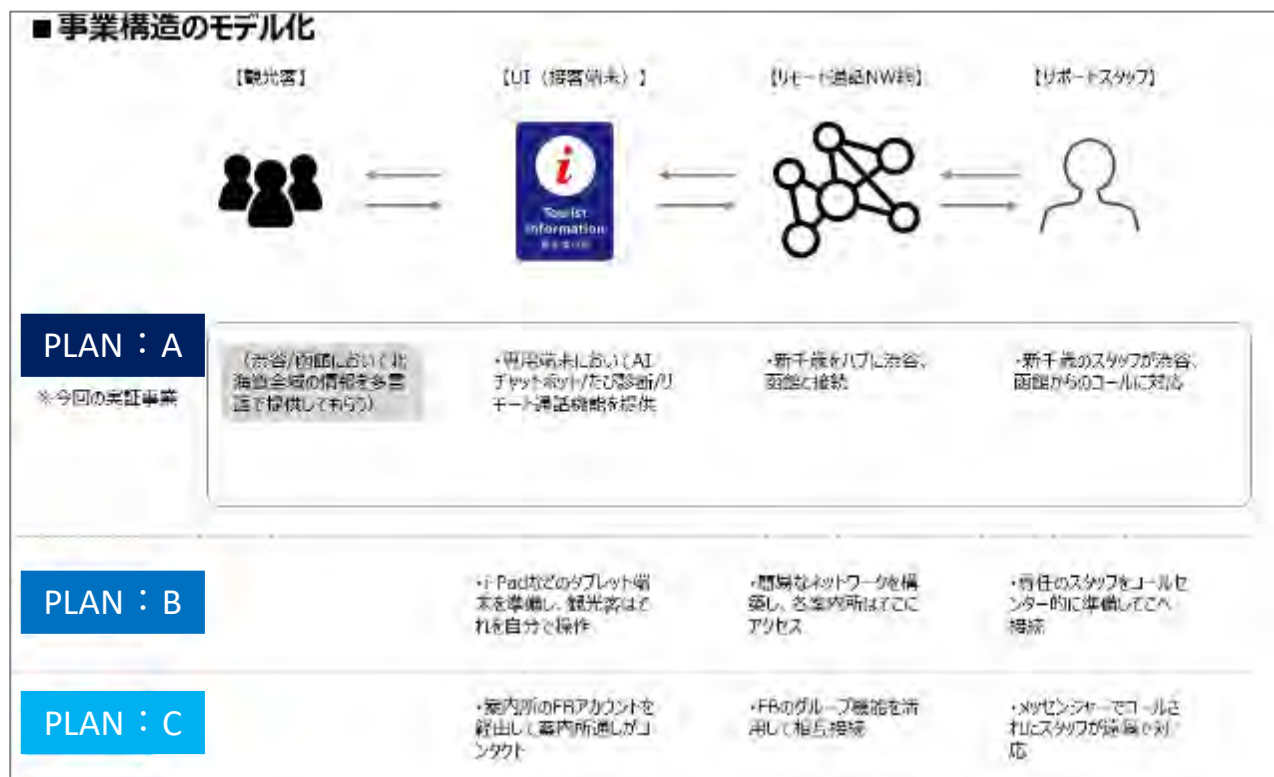 ■事業構造のモデル化
【観光客】
【UI（接客端末）】
【リモート通話NW網】
【サポートスタッフ】
i
Tourist
Information
PLAN：A
※今回の実証事業
（渋谷/函館において北
海道全域の情報を多言
語で提供してもらう）
・専用端末においてAI
チャットボット/たび診断/リ
モート通話機能を提供
・新千歳をハブに渋谷、
函館と接続
・新千歳のスタッフが渋谷、
函館からのコールに対応
PLAN：B
・i-Padなどのタブレット端
末を準備し、観光客はそ
れを自分で操作
・簡易なネットワークを構
築し、各案内所はそこに
アクセス
・専任のスタッフをコールセ
ンター的に準備してそこへ
接続
PLAN：C
・案内所のFBアカウントを
経由して案内所通しがコ
ンタクト
・FBのグループ機能を活
用して相互接続
・メッセンジャーでコールさ
れたスタッフが遠隔で対
応